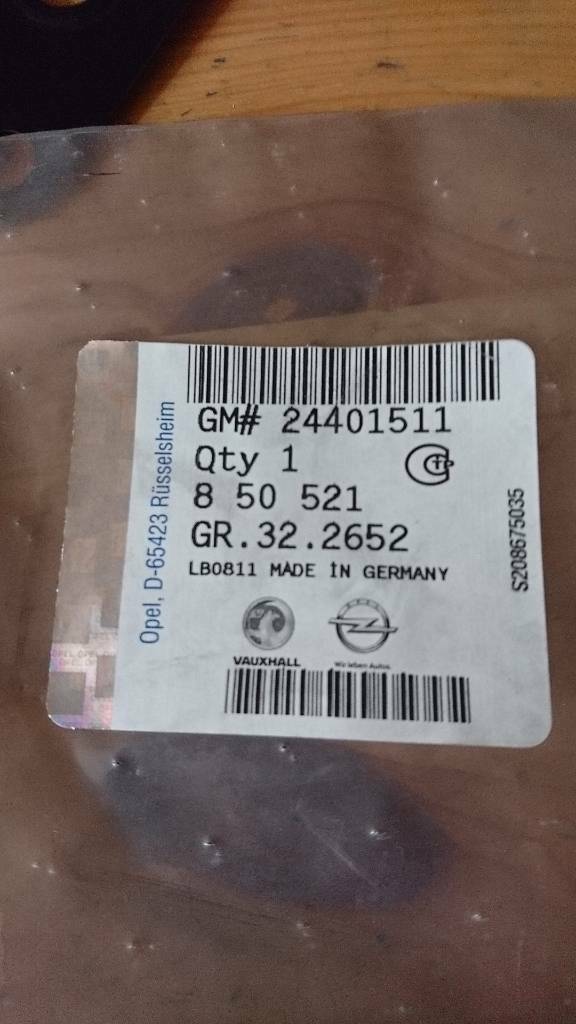 GM# 24401511
Qty 1
8 50 521
GR.32.2652
LB0811 MADE IN GERMANY
VAUXHALL
Wir leben Autos.
Opel, D-65423 Rüsselsheim
S208675035